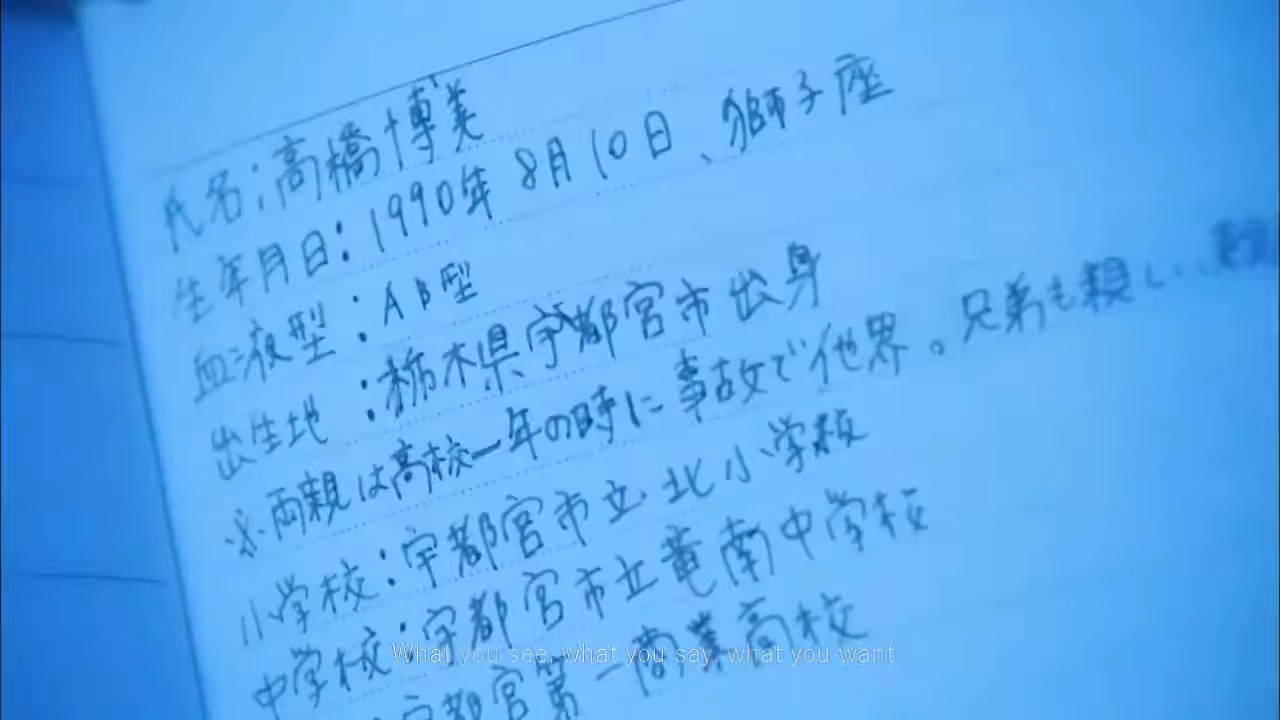 氏名；高橋博美
生年月日：1990年8月10日、獅子座
血液型：AB型
出生地：栃木県宇都宮市出身
※両親は高校一年の時に事故で他界。兄弟も親しい
小学校：宇都宮市立北小学校
中学校：宇都宮市立竜南中学校
宇都宮第一商業高校
What you see, what you say, what you want